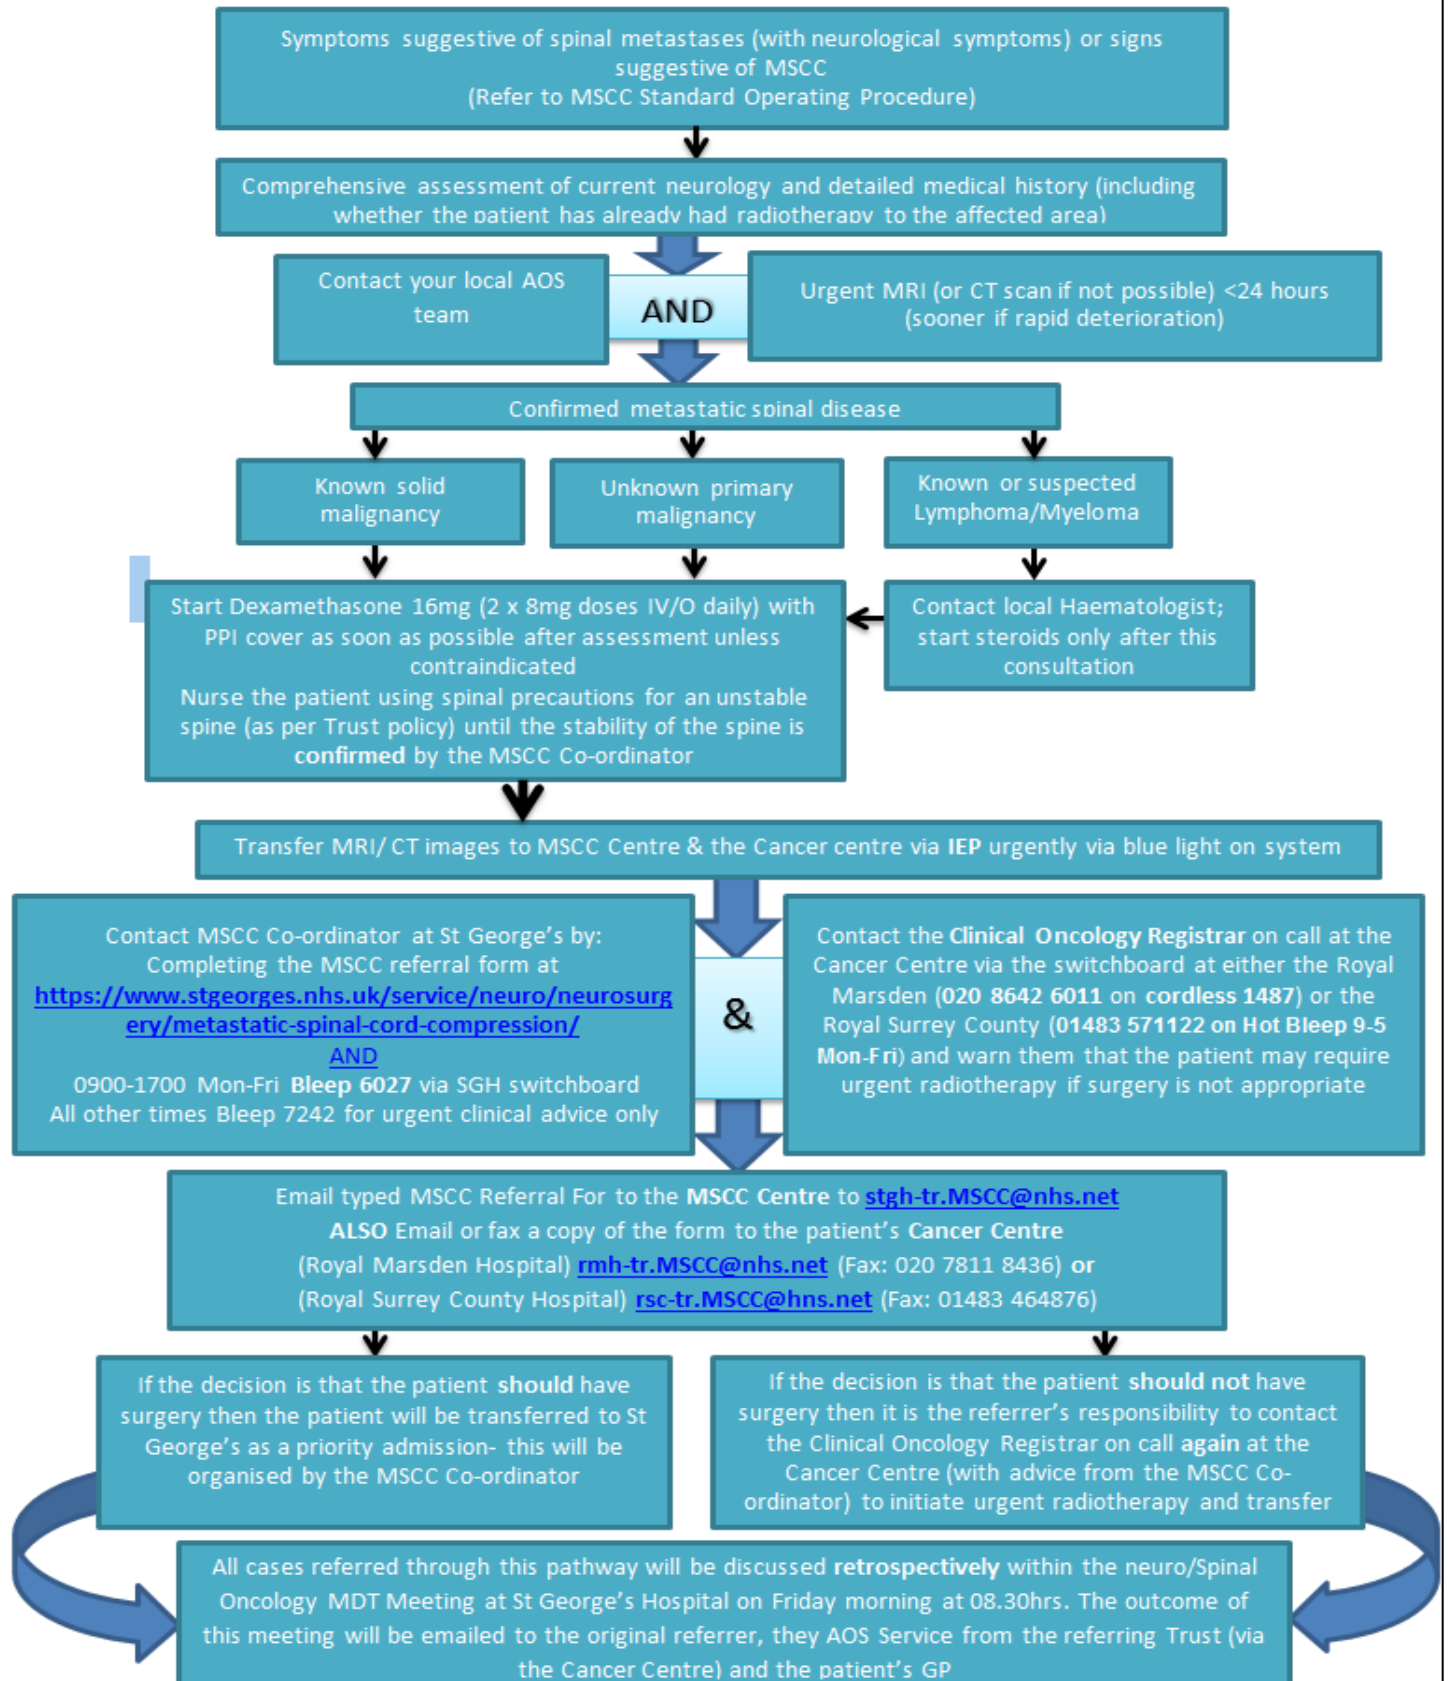 Symptoms suggestive of spinal metastases (with neurological symptoms) or signs
suggestive of MSCC
(Refer to MSCC Standard Operating Procedure)
Comprehensive assessment of current neurology and detailed medical history (including
whether the patient has already had radiotherapy to the affected area)
Contact your local AOS
team
AND
Urgent MRI (or CT scan if not possible) <24 hours
(sooner if rapid deterioration)
Confirmed metastatic spinal disease
Known solid
malignancy
Unknown primary
malignancy
Known or suspected
Lymphoma/Myeloma
Start Dexamethasone 16mg (2 x 8mg doses IV/O daily) with
PPI cover as soon as possible after assessment unless
contraindicated
Nurse the patient using spinal precautions for an unstable
spine (as per Trust policy) until the stability of the spine is
confirmed by the MSCC Co-ordinator
Contact local Haematologist;
start steroids only after this
consultation
Transfer MRI/ CT images to MSCC Centre & the Cancer centre via IEP urgently via blue light on system
Contact MSCC Co-ordinator at St George's by:
Completing the MSCC referral form at
https://www.stgeorges.nhs.uk/service/neuro/neurosurg
ery/metastatic-spinal-cord-compression/
AND
0900-1700 Mon-Fri Bleep 6027 via SGH switchboard
All other times Bleep 7242 for urgent clinical advice only
&
Contact the Clinical Oncology Registrar on call at the
Cancer Centre via the switchboard at either the Royal
Marsden (020 8642 6011 on cordless 1487) or the
Royal Surrey County (01483 571122 on Hot Bleep 9-5
Mon-Fri) and warn them that the patient may require
urgent radiotherapy if surgery is not appropriate
Email typed MSCC Referral For to the MSCC Centre to stgh-tr.MSCC@nhs.net
ALSO Email or fax a copy of the form to the patient's Cancer Centre
(Royal Marsden Hospital) rmh-tr.MSCC@nhs.net (Fax: 020 7811 8436) or
(Royal Surrey County Hospital) rsc-tr.MSCC@hns.net (Fax: 01483 464876)
If the decision is that the patient should have
surgery then the patient will be transferred to St
George's as a priority admission- this will be
organised by the MSCC Co-ordinator
If the decision is that the patient should not have
surgery then it is the referrer's responsibility to contact
the Clinical Oncology Registrar on call again at the
Cancer Centre (with advice from the MSCC Co-
ordinator) to initiate urgent radiotherapy and transfer
All cases referred through this pathway will be discussed retrospectively within the neuro/Spinal
Oncology MDT Meeting at St George's Hospital on Friday morning at 08.30hrs. The outcome of
this meeting will be emailed to the original referrer, they AOS Service from the referring Trust (via
the Cancer Centre) and the patient's GP